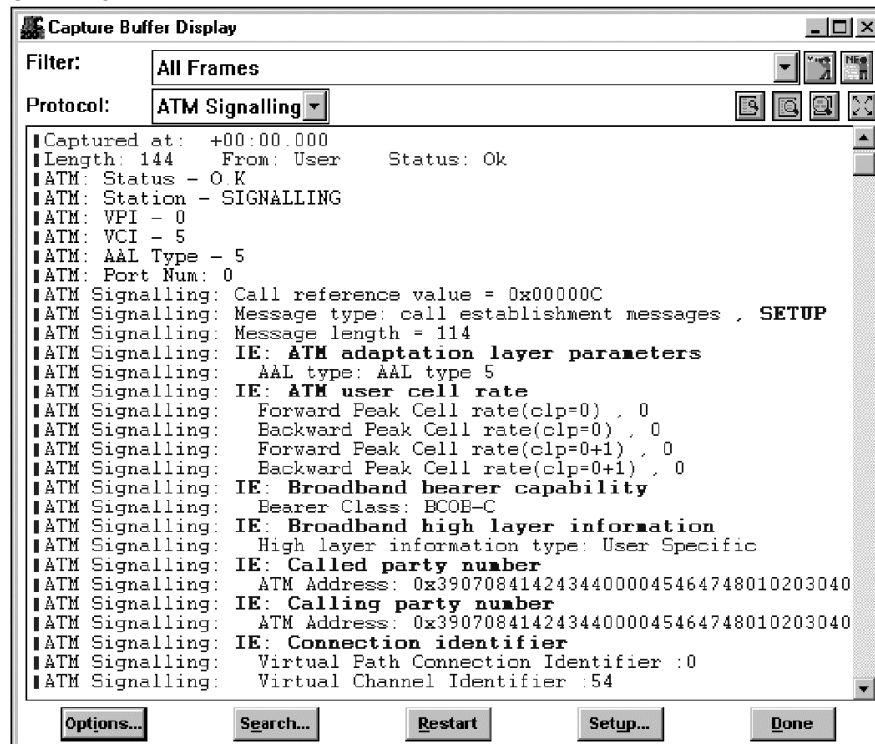 Capture Buffer Display
Filter: All Frames
Protocol: ATM Signalling
Captured at: +00:00.000
Length: 144 From: User Status: Ok
ATM: Status – O.K
ATM: Station – SIGNALLING
ATM: VPI – 0
ATM: VCI – 5
ATM: AAL Type – 5
ATM: Port Num: 0
ATM Signalling: Call reference value = 0x00000C
ATM Signalling: Message type: call establishment messages , SETUP
ATM Signalling: Message length = 114
ATM Signalling: IE: ATM adaptation layer parameters
ATM Signalling: AAL type: AAL type 5
ATM Signalling: IE: ATM user cell rate
ATM Signalling: Forward Peak Cell rate(clp=0) , 0
ATM Signalling: Backward Peak Cell rate(clp=0) , 0
ATM Signalling: Forward Peak Cell rate(clp=0+1) , 0
ATM Signalling: Backward Peak Cell rate(clp=0+1) , 0
ATM Signalling: IE: Broadband bearer capability
ATM Signalling: Bearer Class: BCOB–C
ATM Signalling: IE: Broadband high layer information
ATM Signalling: High layer information type: User Specific
ATM Signalling: IE: Called party number
ATM Signalling: ATM Address: 0x39070841424344000045464748010203040
ATM Signalling: IE: Calling party number
ATM Signalling: ATM Address: 0x39070841424344000045464748010203040
ATM Signalling: IE: Connection identifier
ATM Signalling: Virtual Path Connection Identifier :0
ATM Signalling: Virtual Channel Identifier :54
Options... Search... Restart Setup... Done